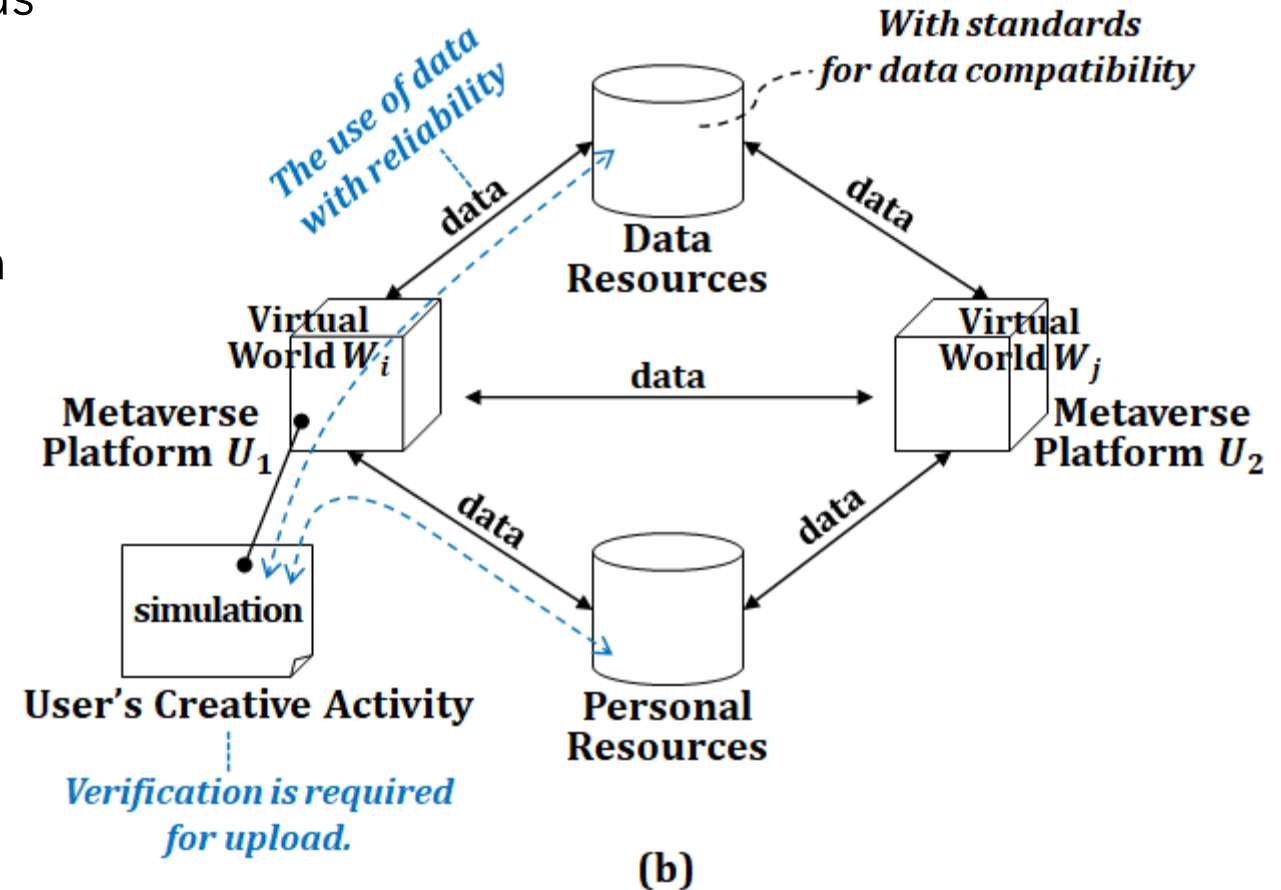 With standards
for data compatibility
The use of data
with reliability
data
data
Data
Resources
Virtual
World W_i
Virtual
World W_j
data
Metaverse
Platform U_1
Metaverse
Platform U_2
data
data
simulation
User's Creative Activity
Personal
Resources
Verification is required
for upload.
(b)